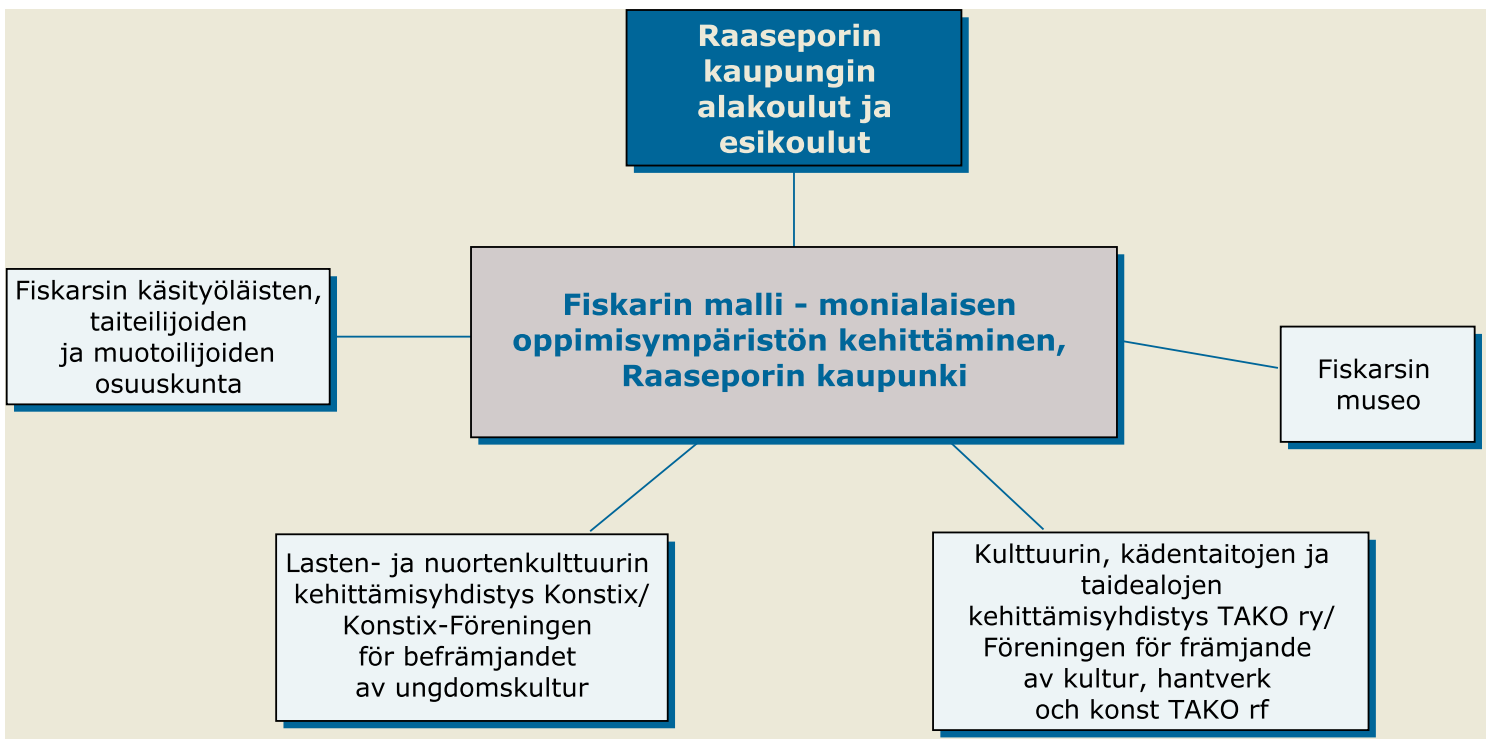 Raaseporin
kaupungin
alakoulut ja
esikoulut
Fiskarin malli – monialaisen
oppimisympäristön kehittäminen,
Raaseporin kaupunki
Fiskarsin käsityöläisten,
taiteilijoiden
ja muotoilijoiden
osuuskunta
Fiskarsin
museo
Lasten- ja nuortenkulttuurin
kehittämisyhdistys Konstix/
Konstix-Föreningen
för befrämjandet
av ungdomskultur
Kulttuurin, kädentaitojen ja
taidealojen
kehittämisyhdistys TAKO ry/
Föreningen för främjande
av kultur, hantverk
och konst TAKO rf